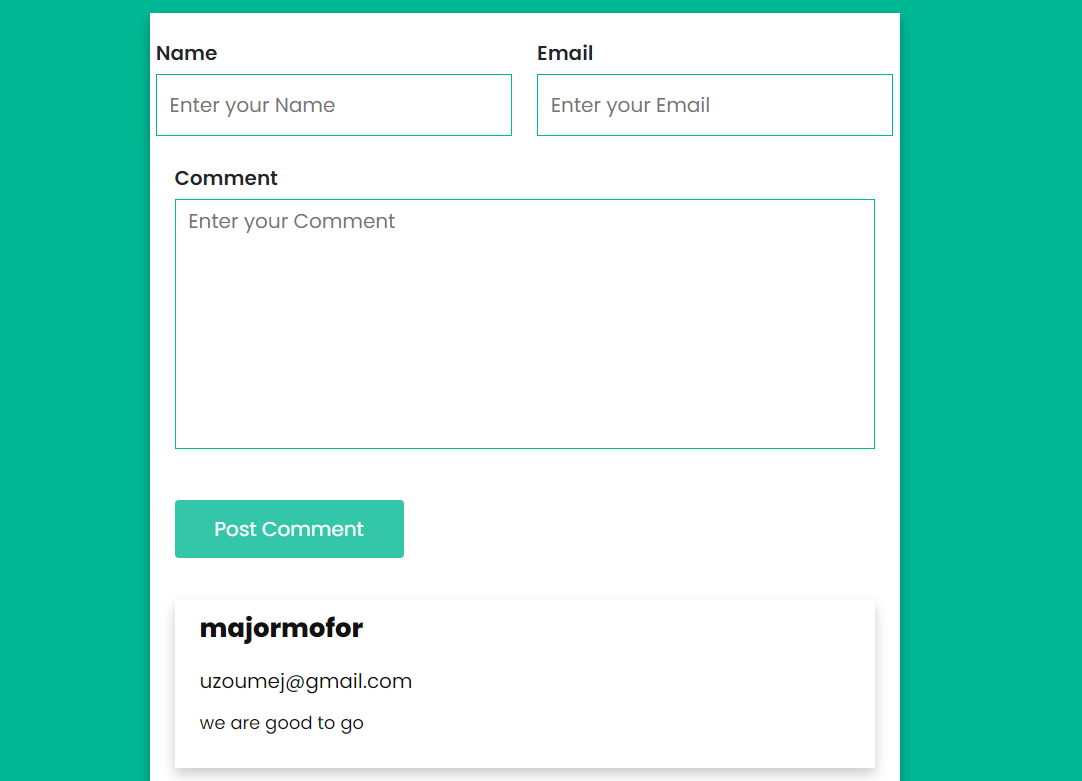 Name
Email
Enter your Name
Enter your Email
Comment
Enter your Comment
Post Comment
majormofor
uzoumej@gmail.com
we are good to go